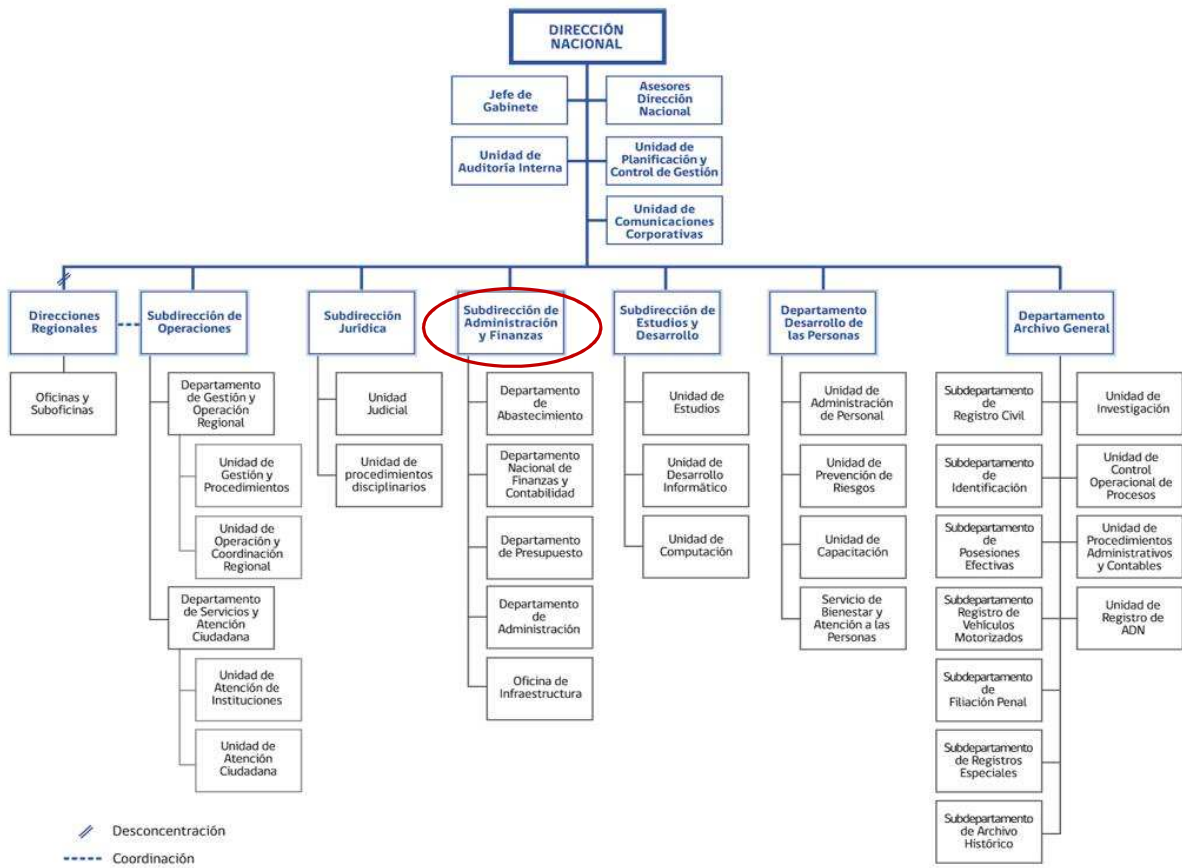 DIRECCIÓN
NACIONAL
Jefe de
Gabinete
Asesores
Dirección
Nacional
Unidad de
Auditoría Interna
Unidad de
Planificación y
Control de Gestión
Unidad de
Comunicaciones
Corporativas
Direcciones
Regionales
Subdirección de
Operaciones
Subdirección
Jurídica
Subdirección de
Administración
y Finanzas
Subdirección de
Estudios y
Desarrollo
Departamento
Desarrollo de
las Personas
Departamento
Archivo General
Oficinas y
Suboficinas
Departamento
de Gestión y
Operación
Regional
Unidad de
Gestión y
Procedimientos
Unidad de
Operación y
Coordinación
Regional
Departamento
de Servicios y
Atención
Ciudadana
Unidad de
Atención de
Instituciones
Unidad de
Atención
Ciudadana
Unidad
Judicial
Unidad de
procedimientos
disciplinarios
Departamento
de
Abastecimiento
Departamento
Nacional de
Finanzas y
Contabilidad
Departamento
de Presupuesto
Departamento
de
Administración
Oficina de
Infraestructura
Unidad de
Estudios
Unidad de
Desarrollo
Informático
Unidad de
Computación
Unidad de
Administración
de Personal
Unidad de
Prevención de
Riesgos
Unidad de
Capacitación
Servicio de
Bienestar y
Atención a las
Personas
Subdepartamento
de
Registro Civil
Subdepartamento
de
Identificación
Subdepartamento
de
Posesiones
Efectivas
Subdepartamento
Registro de
Vehículos
Motorizados
Subdepartamento
de
Filiación Penal
Subdepartamento
de Registros
Especiales
Subdepartamento
de Archivo
Histórico
Unidad de
Investigación
Unidad de
Control
Operacional de
Procesos
Unidad de
Procedimientos
Administrativos
y Contables
Unidad de
Registro de
ADN
Desconcentración
Coordinación